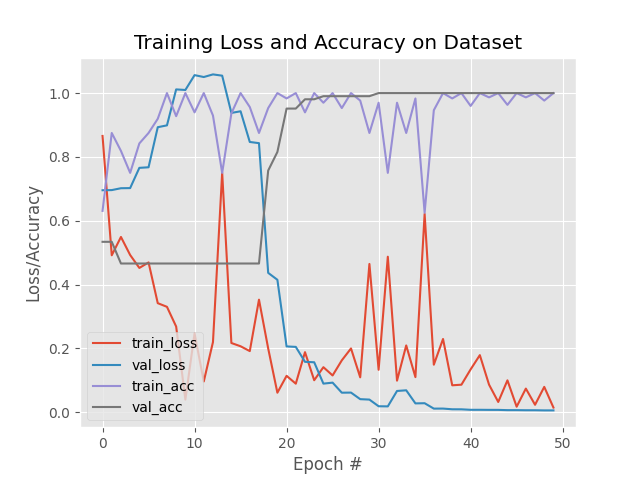 Training Loss and Accuracy on Dataset
Loss/Accuracy
1.0
0.8
0.6
0.4
0.2
0.0
train_loss
val_loss
train_acc
val_acc
0 10 20 30 40 50
Epoch #